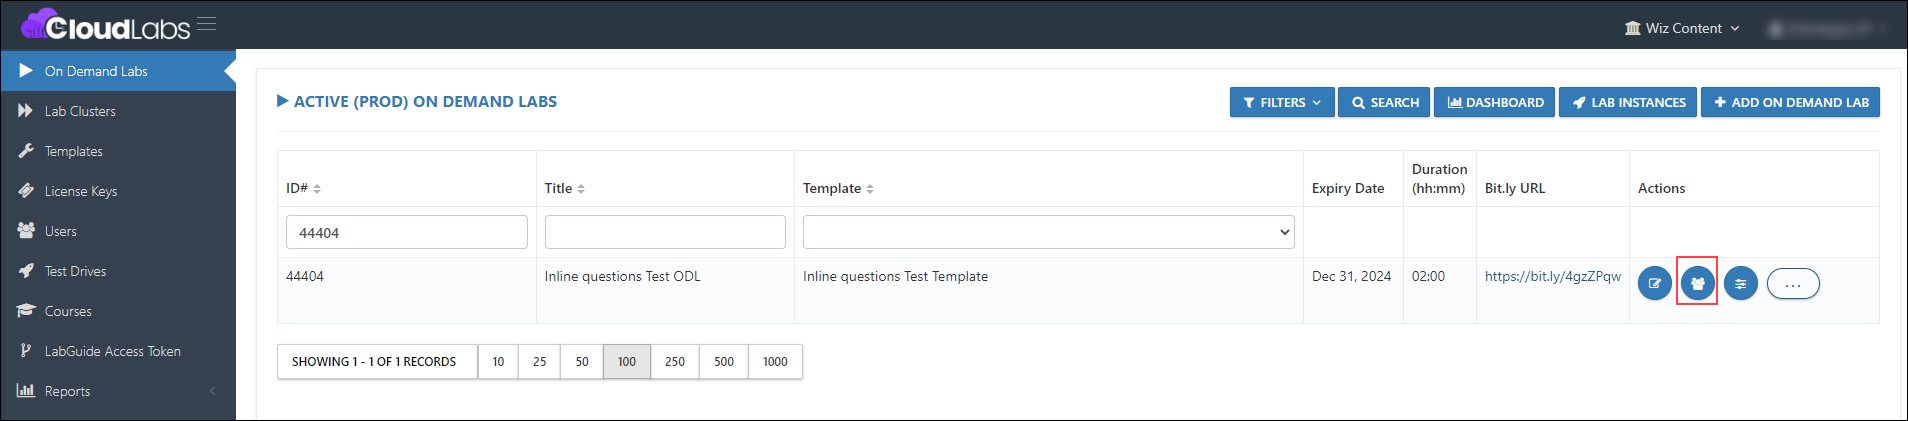 CloudLabs
Wiz Content
On Demand Labs
Lab Clusters
Templates
License Keys
Users
Test Drives
Courses
LabGuide Access Token
Reports
ACTIVE (PROD) ON DEMAND LABS
FILTERS
SEARCH
DASHBOARD
LAB INSTANCES
ADD ON DEMAND LAB
ID#
Title
Template
Expiry Date
Duration
(hh:mm)
Bit.ly URL
Actions
44404
44404
Inline questions Test ODL
Inline questions Test Template
Dec 31, 2024
02:00
https://bit.ly/4gzZPqw
...
SHOWING 1 - 1 OF 1 RECORDS
10
25
50
100
250
500
1000